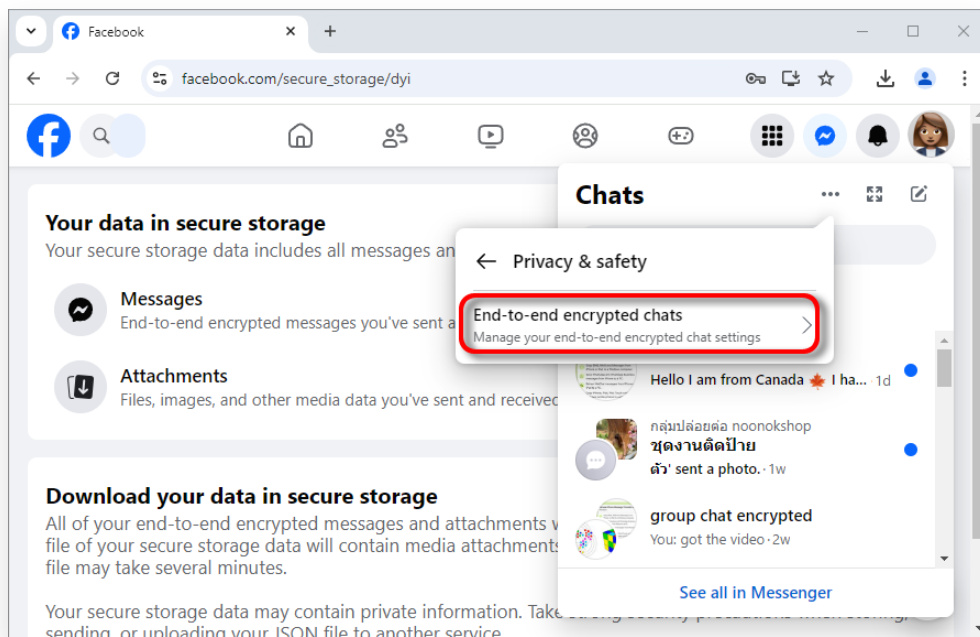 Facebook
facebook.com/secure_storage/dyi
Chats
Your data in secure storage
Your secure storage data includes all messages an
Privacy & safety
Messages
End-to-end encrypted messages you've sent a
End-to-end encrypted chats
Manage your end-to-end encrypted chat settings
Attachments
Files, images, and other media data you've sent and received
Hello I am from Canada 🍁 I ha... · 1d
กลุ่มปล่อยต่อ noonokshop
ชุดงานติดป้าย
ตัว' sent a photo. · 1w
Download your data in secure storage
All of your end-to-end encrypted messages and attachments
file of your secure storage data will contain media attachments
file may take several minutes.
group chat encrypted
You: got the video · 2w
See all in Messenger
Your secure storage data may contain private information. Take strong security precautions when storing,
sending, or uploading your JSON file to another service.